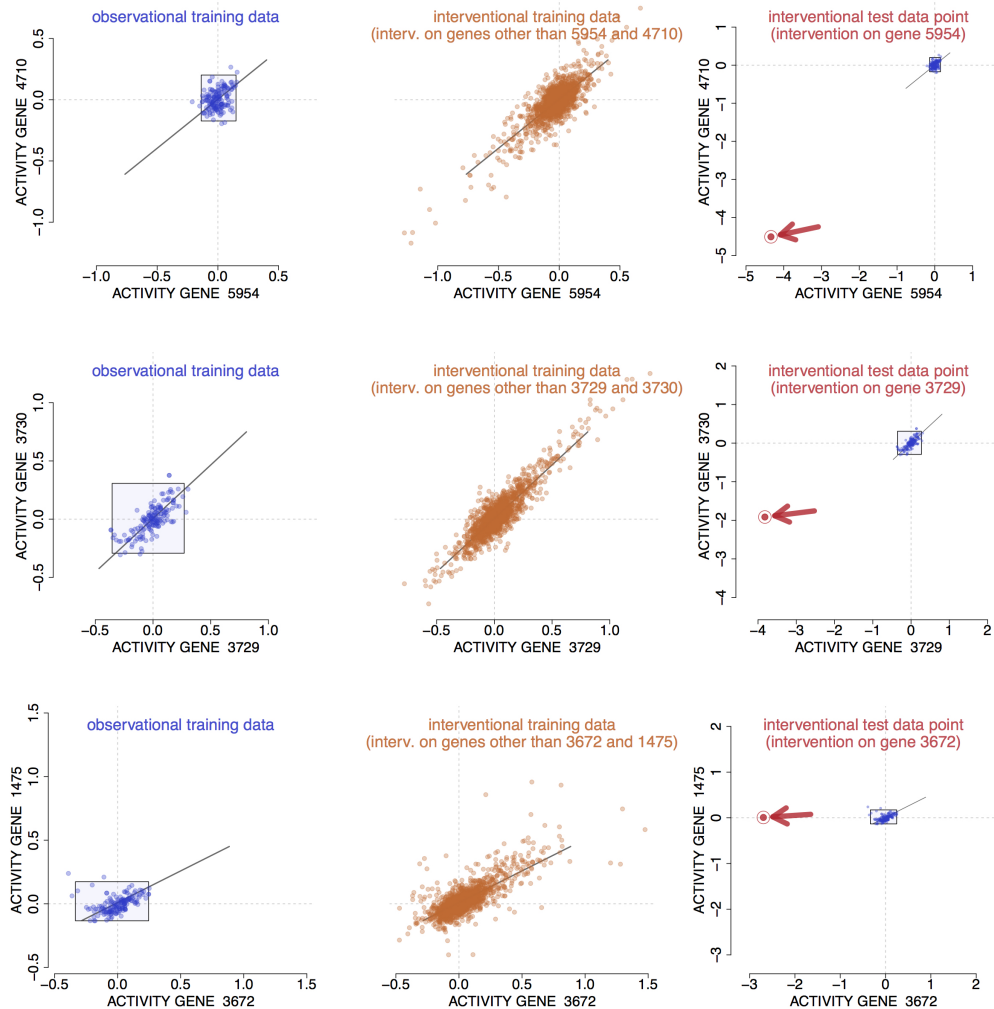 observational training data
interventional training data
(interv. on genes other than 5954 and 4710)
interventional test data point
(intervention on gene 5954)
ACTIVITY GENE 4710
0.5
0.0
−0.5
−1.0
−1.0 −0.5 0.0 0.5
ACTIVITY GENE 5954
−1.0 −0.5 0.0 0.5
ACTIVITY GENE 5954
ACTIVITY GENE 4710
1
0
−1
−2
−3
−4
−5
−5 −4 −3 −2 −1 0 1
ACTIVITY GENE 5954
observational training data
interventional training data
(interv. on genes other than 3729 and 3730)
interventional test data point
(intervention on gene 3729)
ACTIVITY GENE 3730
1.0
0.5
0.0
−0.5
−0.5 0.0 0.5 1.0
ACTIVITY GENE 3729
−0.5 0.0 0.5 1.0
ACTIVITY GENE 3729
ACTIVITY GENE 3730
2
1
0
−1
−2
−3
−4
−4 −3 −2 −1 0 1 2
ACTIVITY GENE 3729
observational training data
interventional training data
(interv. on genes other than 3672 and 1475)
interventional test data point
(intervention on gene 3672)
ACTIVITY GENE 1475
1.5
1.0
0.5
0.0
−0.5
−0.5 0.0 0.5 1.0 1.5
ACTIVITY GENE 3672
−0.5 0.0 0.5 1.0 1.5
ACTIVITY GENE 3672
ACTIVITY GENE 1475
2
1
0
−1
−2
−3
−3 −2 −1 0 1 2
ACTIVITY GENE 3672